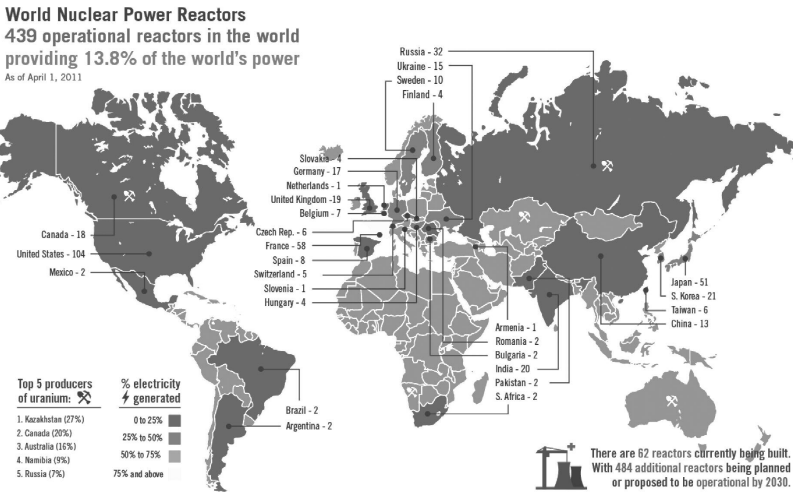 World Nuclear Power Reactors
439 operational reactors in the world
providing 13.8% of the world's power
As of April 1, 2011
Russia - 32
Ukraine - 15
Sweden - 10
Finland - 4
Slovakia - 4
Germany - 17
Netherlands - 1
United Kingdom -19
Belgium - 7
Czech Rep. - 6
France - 58
Spain - 8
Switzerland - 5
Slovenia - 1
Hungary - 4
Canada - 18
United States - 104
Mexico - 2
Japan - 51
S. Korea - 21
Taiwan - 6
China - 13
Armenia - 1
Romania - 2
Bulgaria - 2
India - 20
Pakistan - 2
S. Africa - 2
Brazil - 2
Argentina - 2
Top 5 producers
of uranium:
1. Kazakhstan (27%)
2. Canada (20%)
3. Australia (16%)
4. Namibia (9%)
5. Russia (7%)
% electricity
generated
0 to 25%
25% to 50%
50% to 75%
75% and above
There are 62 reactors currently being built.
With 484 additional reactors being planned
or proposed to be operational by 2030.